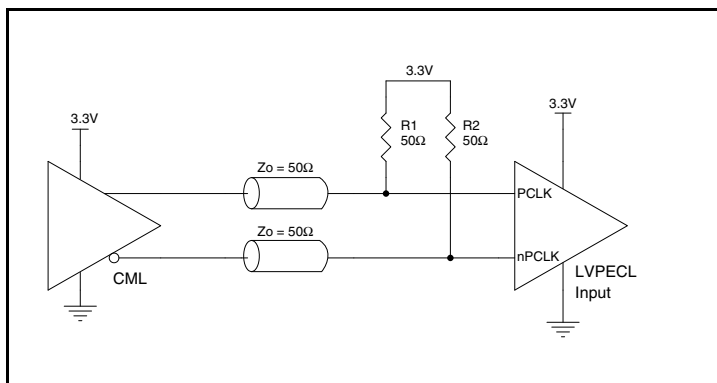 3.3V
3.3V
3.3V
R1
50Ω
R2
50Ω
Zo = 50Ω
PCLK
Zo = 50Ω
nPCLK
CML
LVPECL
Input